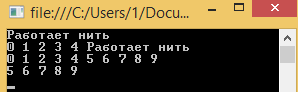 file:///C:/Users/1/Docu...
Работает нить
0 1 2 3 4 Работает нить
0 1 2 3 4 5 6 7 8 9
5 6 7 8 9